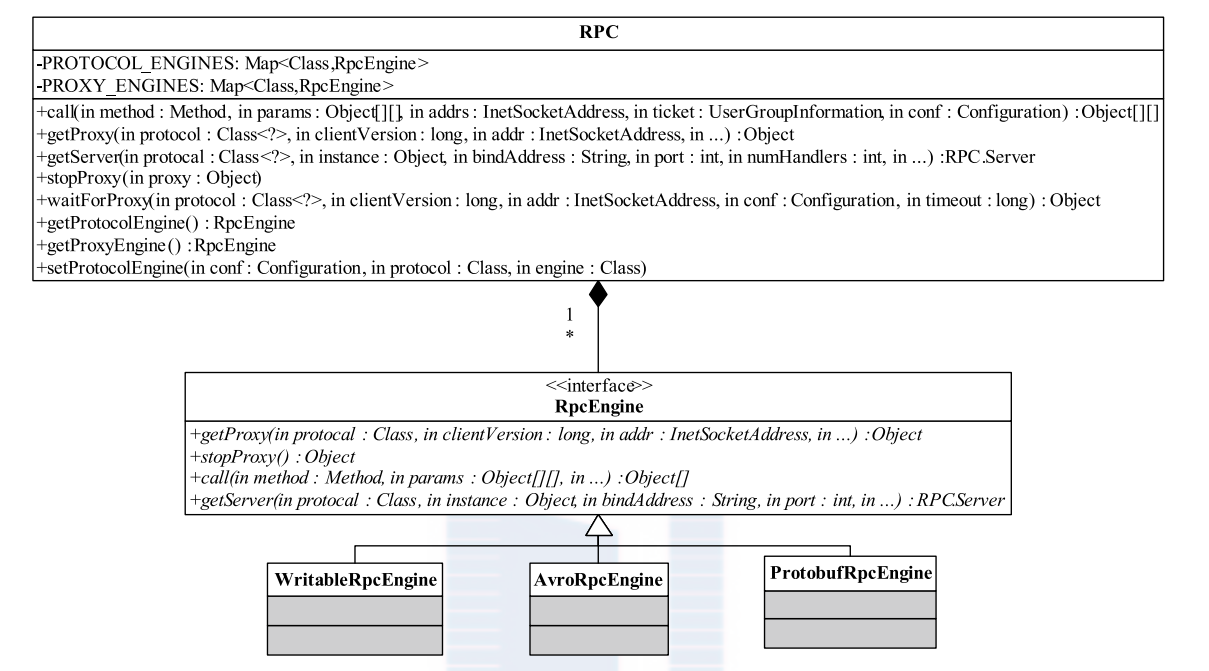 RPC
-PROTOCOL_ENGINES: Map<Class,RpcEngine>
-PROXY_ENGINES: Map<Class,RpcEngine>
+call(in method : Method, in params : Object[][], in addrs : InetSocketAddress, in ticket : UserGroupInformation, in conf : Configuration) : Object[][]
+getProxy(in protocol : Class<?>, in clientVersion : long, in addr : InetSocketAddress, in ...) : Object
+getServer(in protocal : Class<?>, in instance : Object, in bindAddress : String, in port : int, in numHandlers : int, in ...) :RPC.Server
+stopProxy(in proxy : Object)
+waitForProxy(in protocol : Class<?>, in clientVersion : long, in addr : InetSocketAddress, in conf : Configuration, in timeout : long) : Object
+getProtocolEngine() : RpcEngine
+getProxyEngine() : RpcEngine
+setProtocolEngine(in conf : Configuration, in protocol : Class, in engine : Class)
1
*
<<interface>>
RpcEngine
+getProxy(in protocal : Class, in clientVersion : long, in addr : InetSocketAddress, in ...) : Object
+stopProxy() : Object
+call(in method : Method, in params : Object[][], in ...) : Object[]
+getServer(in protocal : Class, in instance : Object, in bindAddress : String, in port : int, in ...) : RPC.Server
WritableRpcEngine
AvroRpcEngine
ProtobufRpcEngine